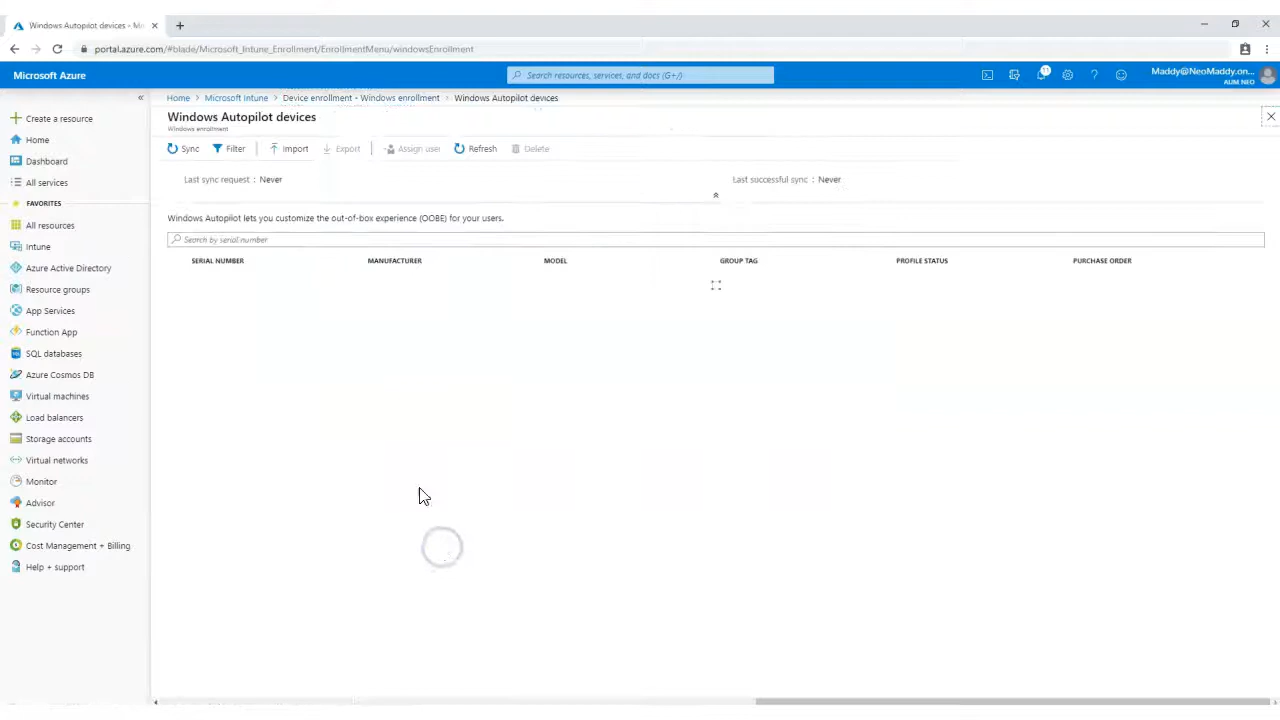 Windows Autopilot devices - Mi
portal.azure.com/#blade/Microsoft_Intune_Enrollment/EnrollmentMenu/windowsEnrollment
Microsoft Azure
Search resources, services, and docs (G+/)
11
Maddy@NeoMaddy.on...
ALIM NEO
Home > Microsoft Intune > Device enrollment - Windows enrollment > Windows Autopilot devices
Windows Autopilot devices
Windows enrollment
Sync Filter Import Export Assign user Refresh Delete
Last sync request : Never
Last successful sync : Never
Windows Autopilot lets you customize the out-of-box experience (OOBE) for your users.
Search by serial number
SERIAL NUMBER MANUFACTURER MODEL GROUP TAG PROFILE STATUS PURCHASE ORDER
Create a resource
Home
Dashboard
All services
FAVORITES
All resources
Intune
Azure Active Directory
Resource groups
App Services
Function App
SQL databases
Azure Cosmos DB
Virtual machines
Load balancers
Storage accounts
Virtual networks
Monitor
Advisor
Security Center
Cost Management + Billing
Help + support